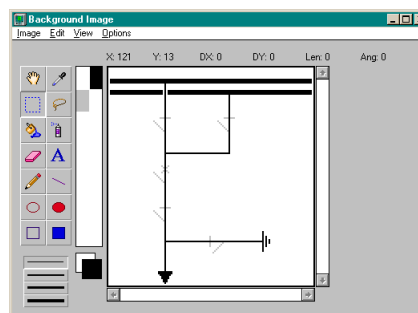 Background Image
Image Edit View Options
X: 121 Y: 13 DX: 0 DY: 0 Len: 0 Ang: 0
A